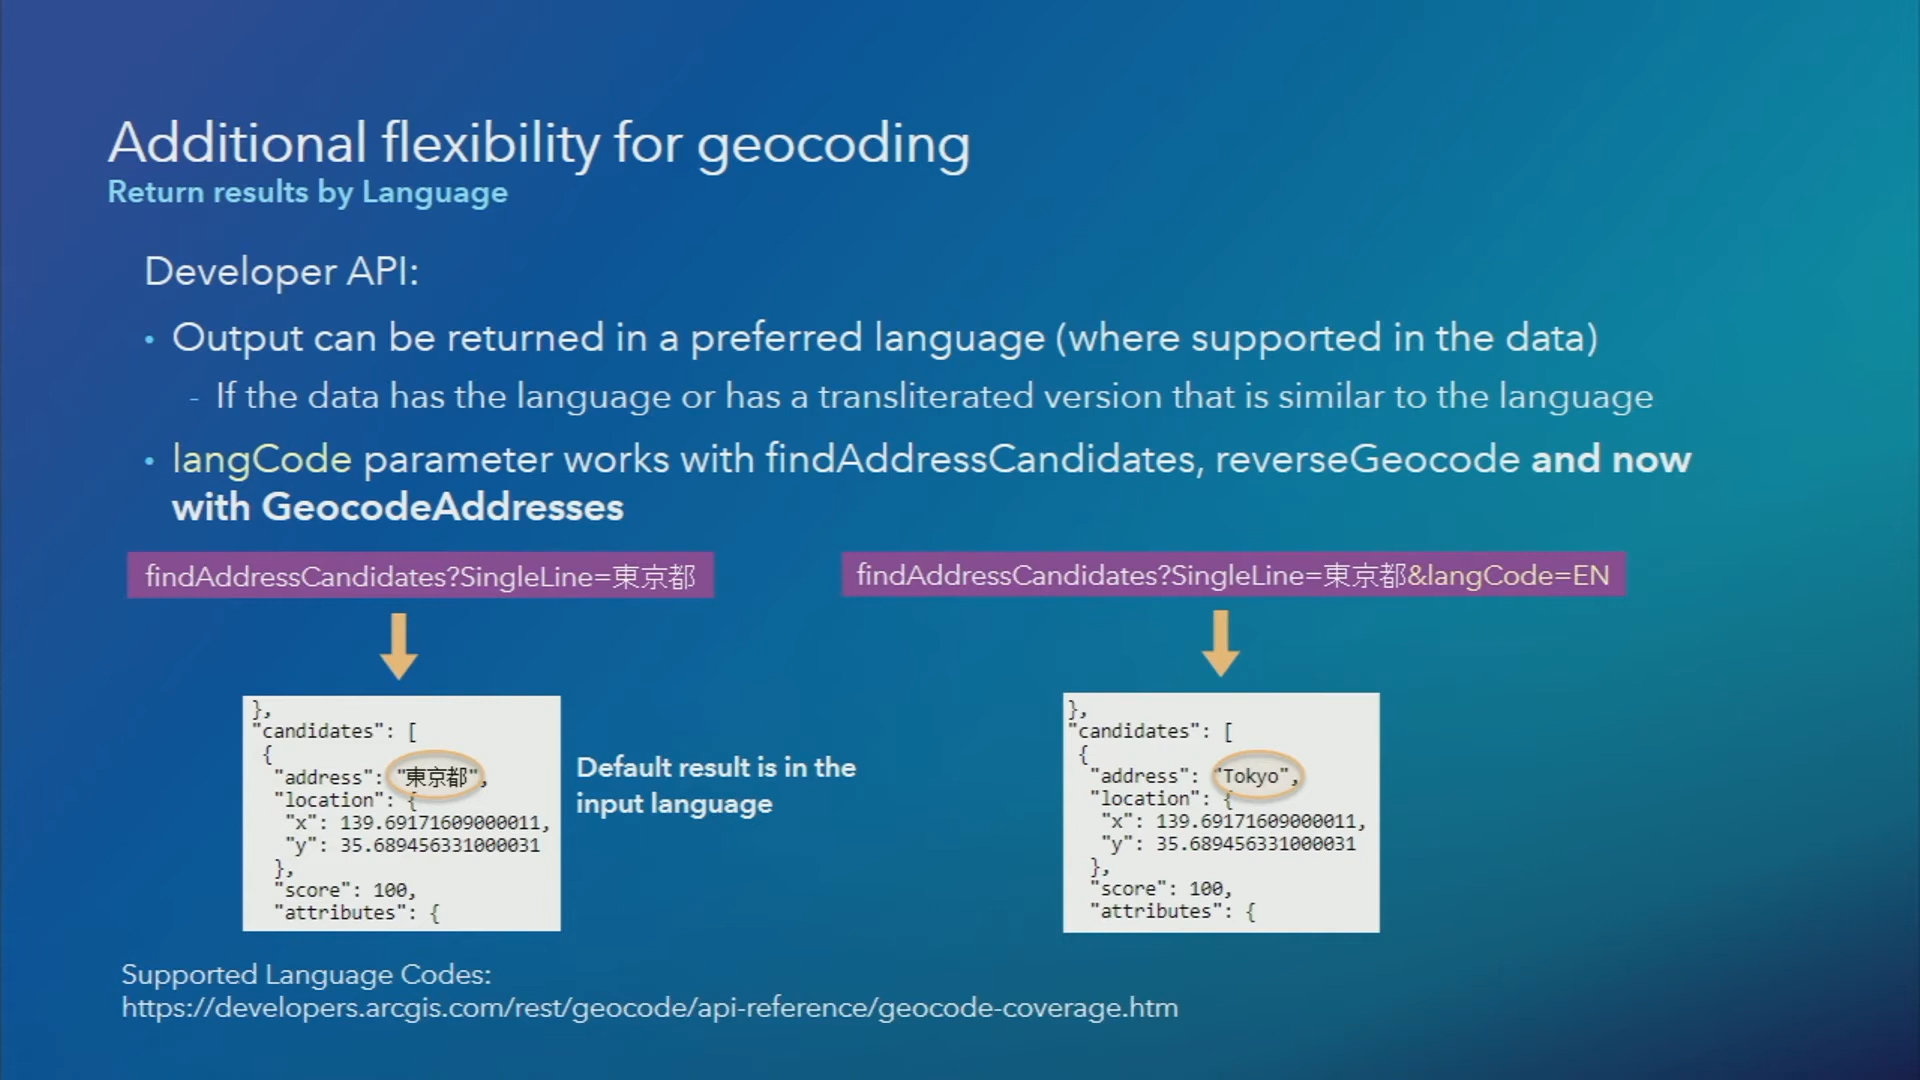 Additional flexibility for geocoding
Return results by Language
Developer API:
• Output can be returned in a preferred language (where supported in the data)
- If the data has the language or has a transliterated version that is similar to the language
• langCode parameter works with findAddressCandidates, reverseGeocode and now
with GeocodeAddresses
findAddressCandidates?SingleLine=東京都
findAddressCandidates?SingleLine=東京都&langCode=EN
},
"candidates": [
{
"address": "東京都",
"location": {
"x": 139.69171609000011,
"y": 35.689456331000031
},
"score": 100,
"attributes": {
Default result is in the
input language
},
"candidates": [
{
"address": "Tokyo",
"location": {
"x": 139.69171609000011,
"y": 35.689456331000031
},
"score": 100,
"attributes": {
Supported Language Codes:
https://developers.arcgis.com/rest/geocode/api-reference/geocode-coverage.htm